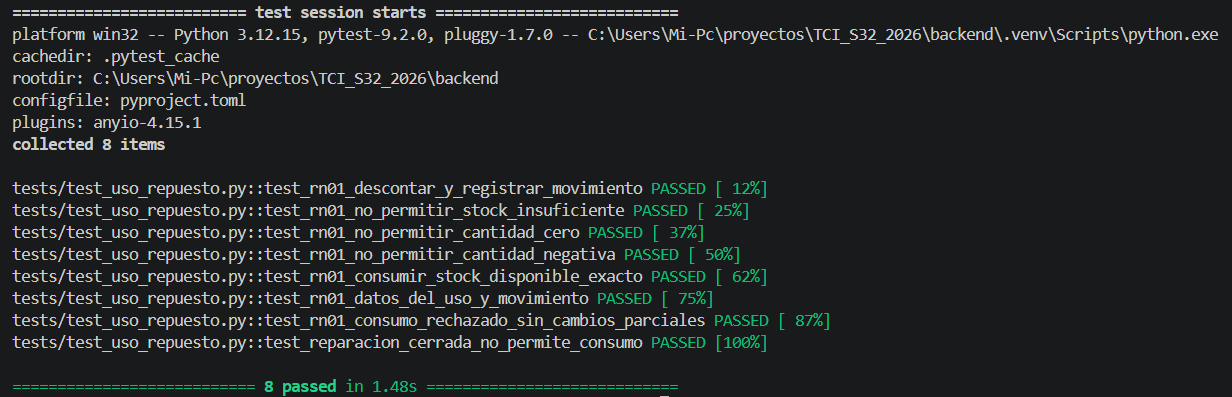 ========================== test session starts ===========================
platform win32 -- Python 3.12.15, pytest-9.2.0, pluggy-1.7.0 -- C:\Users\Mi-Pc\proyectos\TCI_S32_2026\backend\.venv\Scripts\python.exe
cachedir: .pytest_cache
rootdir: C:\Users\Mi-Pc\proyectos\TCI_S32_2026\backend
configfile: pyproject.toml
plugins: anyio-4.15.1
collected 8 items

tests/test_uso_repuesto.py::test_rn01_descontar_y_registrar_movimiento PASSED [ 12%]
tests/test_uso_repuesto.py::test_rn01_no_permitir_stock_insuficiente PASSED [ 25%]
tests/test_uso_repuesto.py::test_rn01_no_permitir_cantidad_cero PASSED [ 37%]
tests/test_uso_repuesto.py::test_rn01_no_permitir_cantidad_negativa PASSED [ 50%]
tests/test_uso_repuesto.py::test_rn01_consumir_stock_disponible_exacto PASSED [ 62%]
tests/test_uso_repuesto.py::test_rn01_datos_del_uso_y_movimiento PASSED [ 75%]
tests/test_uso_repuesto.py::test_rn01_consumo_rechazado_sin_cambios_parciales PASSED [ 87%]
tests/test_uso_repuesto.py::test_reparacion_cerrada_no_permite_consumo PASSED [100%]

=========================== 8 passed in 1.48s ============================